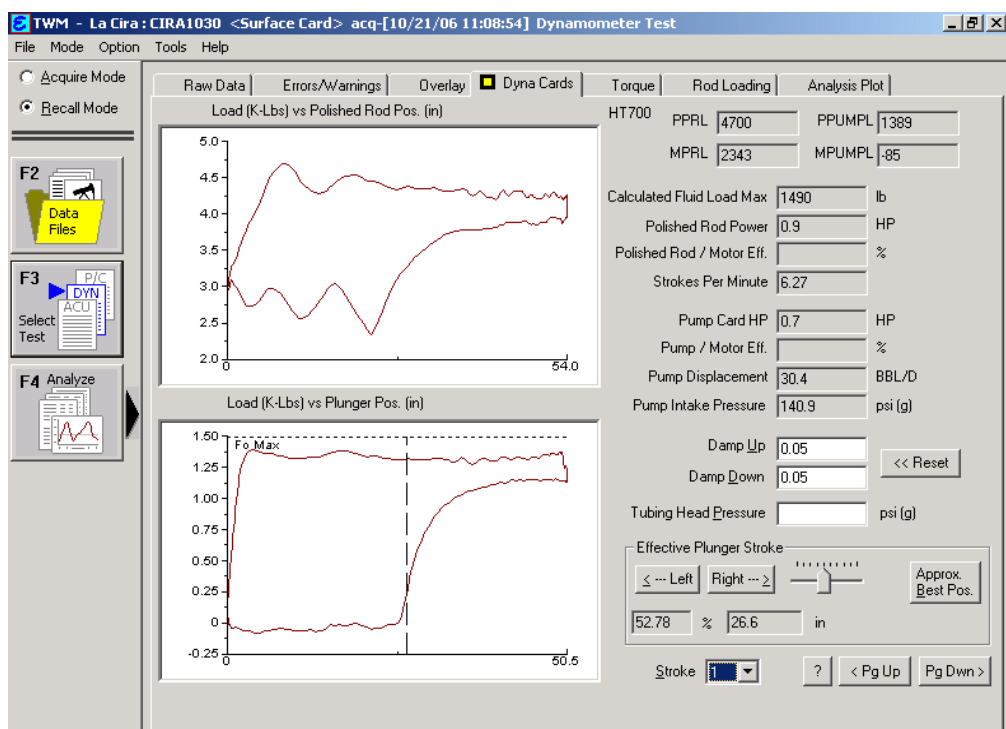 TWM - La Cira : CIRA1030 <Surface Card> acq-[10/21/06 11:08:54] Dynamometer Test
File Mode Option Tools Help
Acquire Mode
Recall Mode
F2
Data
Files
F3
P/C
DYN
ACU
Select
Test
F4 Analyze
Raw Data Errors/Warnings Overlay Dyna Cards Torque Rod Loading Analysis Plot
Load (K-Lbs) vs Polished Rod Pos. (in)
5.0
4.5
4.0
3.5
3.0
2.5
2.0
0 54.0
Load (K-Lbs) vs Plunger Pos. (in)
1.50
Fo Max
1.25
1.00
0.75
0.50
0.25
0
-0.25
0 50.5
HT700
PPRL 4700 PPUMPL 1389
MPRL 2343 MPUMPL -85
Calculated Fluid Load Max 1490 lb
Polished Rod Power 0.9 HP
Polished Rod / Motor Eff. %
Strokes Per Minute 6.27
Pump Card HP 0.7 HP
Pump / Motor Eff. %
Pump Displacement 30.4 BBL/D
Pump Intake Pressure 140.9 psi (g)
Damp Up 0.05
Damp Down 0.05
<< Reset
Tubing Head Pressure psi (g)
Effective Plunger Stroke
< --- Left Right --- >
Approx.
Best Pos.
52.78 % 26.6 in
Stroke 1 ? < Pg Up Pg Dwn >